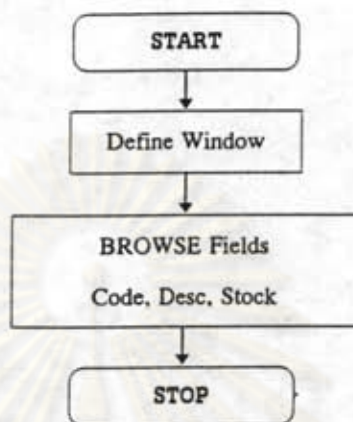 START
Define Window
BROWSE Fields
Code, Desc, Stock
STOP